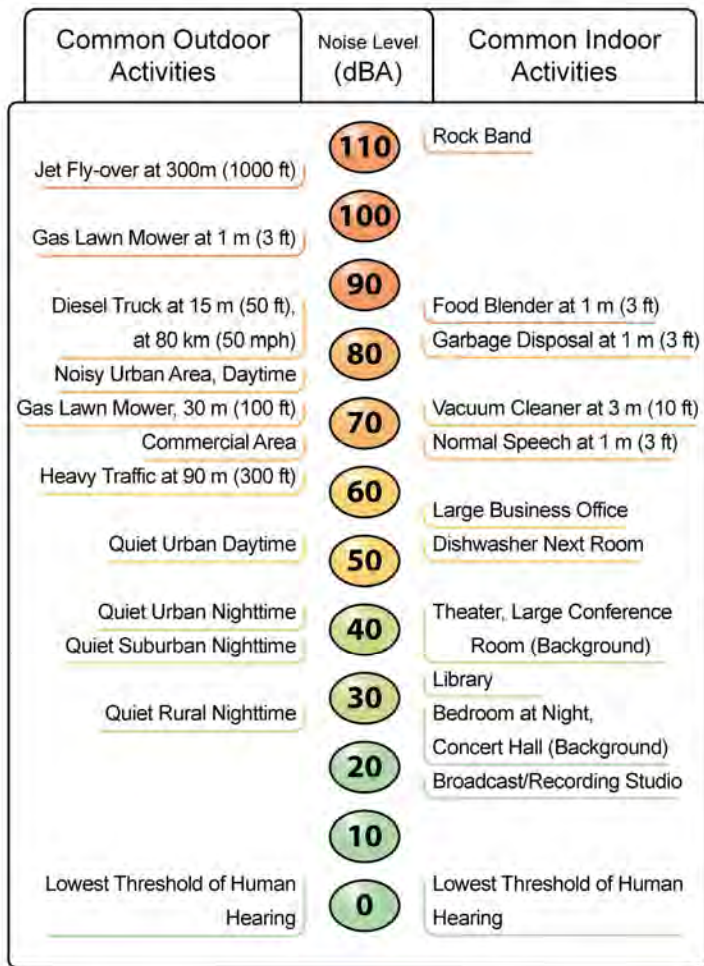 Common Outdoor
Activities
Noise Level
(dBA)
Common Indoor
Activities
110
Rock Band
Jet Fly-over at 300m (1000 ft)
100
Gas Lawn Mower at 1 m (3 ft)
90
Diesel Truck at 15 m (50 ft),
at 80 km (50 mph)
Food Blender at 1 m (3 ft)
80
Garbage Disposal at 1 m (3 ft)
Noisy Urban Area, Daytime
Gas Lawn Mower, 30 m (100 ft)
70
Vacuum Cleaner at 3 m (10 ft)
Commercial Area
Normal Speech at 1 m (3 ft)
Heavy Traffic at 90 m (300 ft)
60
Large Business Office
Quiet Urban Daytime
50
Dishwasher Next Room
Quiet Urban Nighttime
40
Theater, Large Conference
Room (Background)
Quiet Suburban Nighttime
Library
30
Quiet Rural Nighttime
Bedroom at Night,
Concert Hall (Background)
20
Broadcast/Recording Studio
10
Lowest Threshold of Human
Hearing
0
Lowest Threshold of Human
Hearing